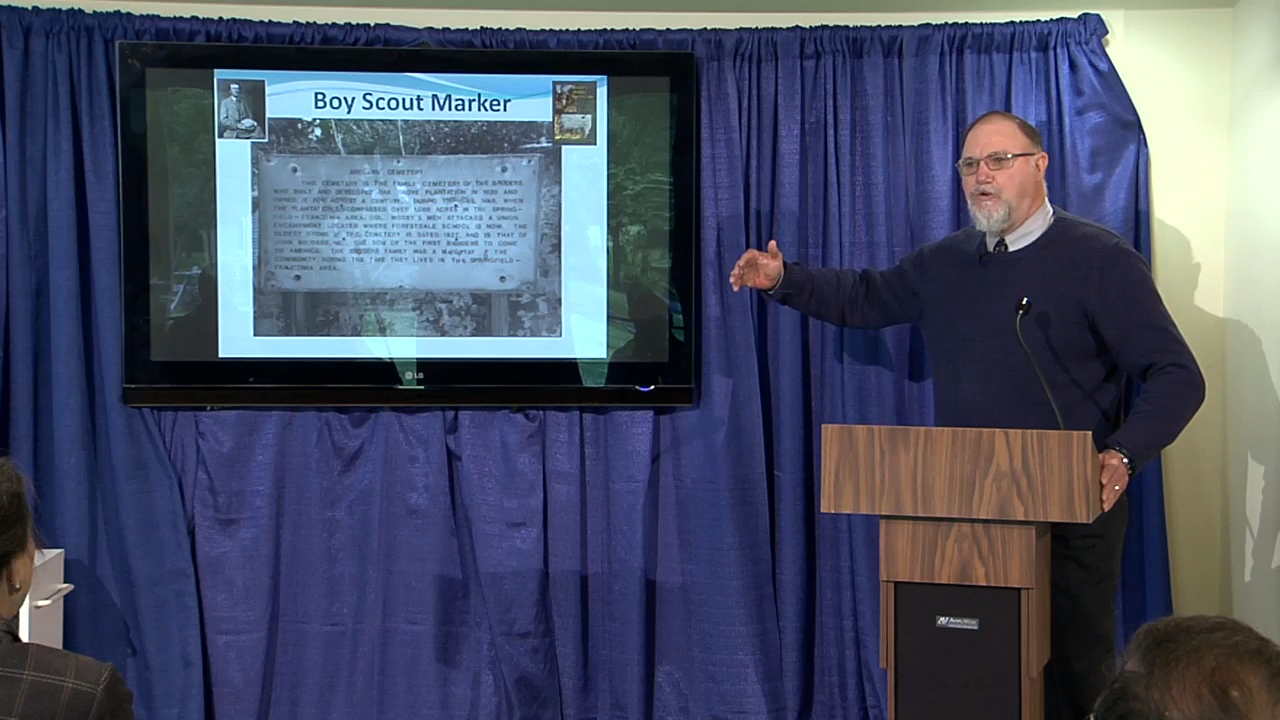 Boy Scout Marker
CEMETERY
THIS CEMETERY IS THE FAMILY CEMETERY OF THE BRODERS
WHO BUILT AND DEVELOPED OAK GROVE PLANTATION IN 1830 AND
OWNED IT FOR ALMOST A CENTURY. DURING THE CIVIL WAR, WHEN
THE PLANTATION ENCOMPASSED OVER 1,000 ACRES IN THE SPRING-
FIELD-FRANCONIA AREA, COL. MOSBY'S MEN ATTACKED A UNION
ENCAMPMENT LOCATED WHERE FORESTDALE SCHOOL IS NOW. THE
OLDEST STONE IN THE CEMETERY IS DATED AND IS THAT OF
JOHN THE SON OF THE FIRST BRODERS TO COME
TO AMERICA. THE BRODERS FAMILY WAS A MAINSTAY OF THE
COMMUNITY DURING THE TIME THEY LIVED IN THE SPRINGFIELD-
FRANCONIA AREA.
LG